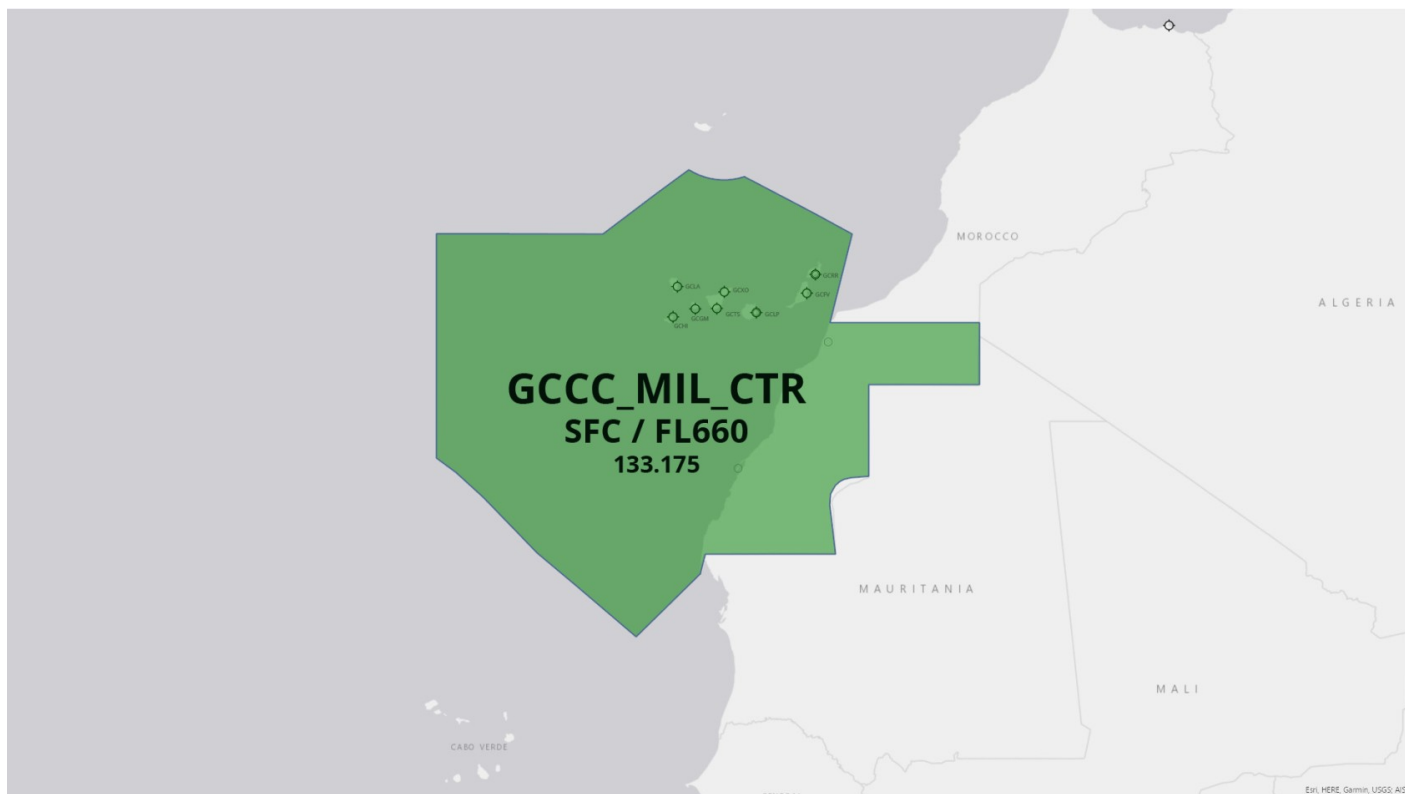 MOROCCO
ALGERIA
GCRR
GCLA
GCXO
GCFV
GCGM
GCTS
GCLP
GCHI
GCCC_MIL_CTR
SFC / FL660
133.175
MAURITANIA
MALI
CABO VERDE
Esri, HERE, Garmin, USGS; AIS